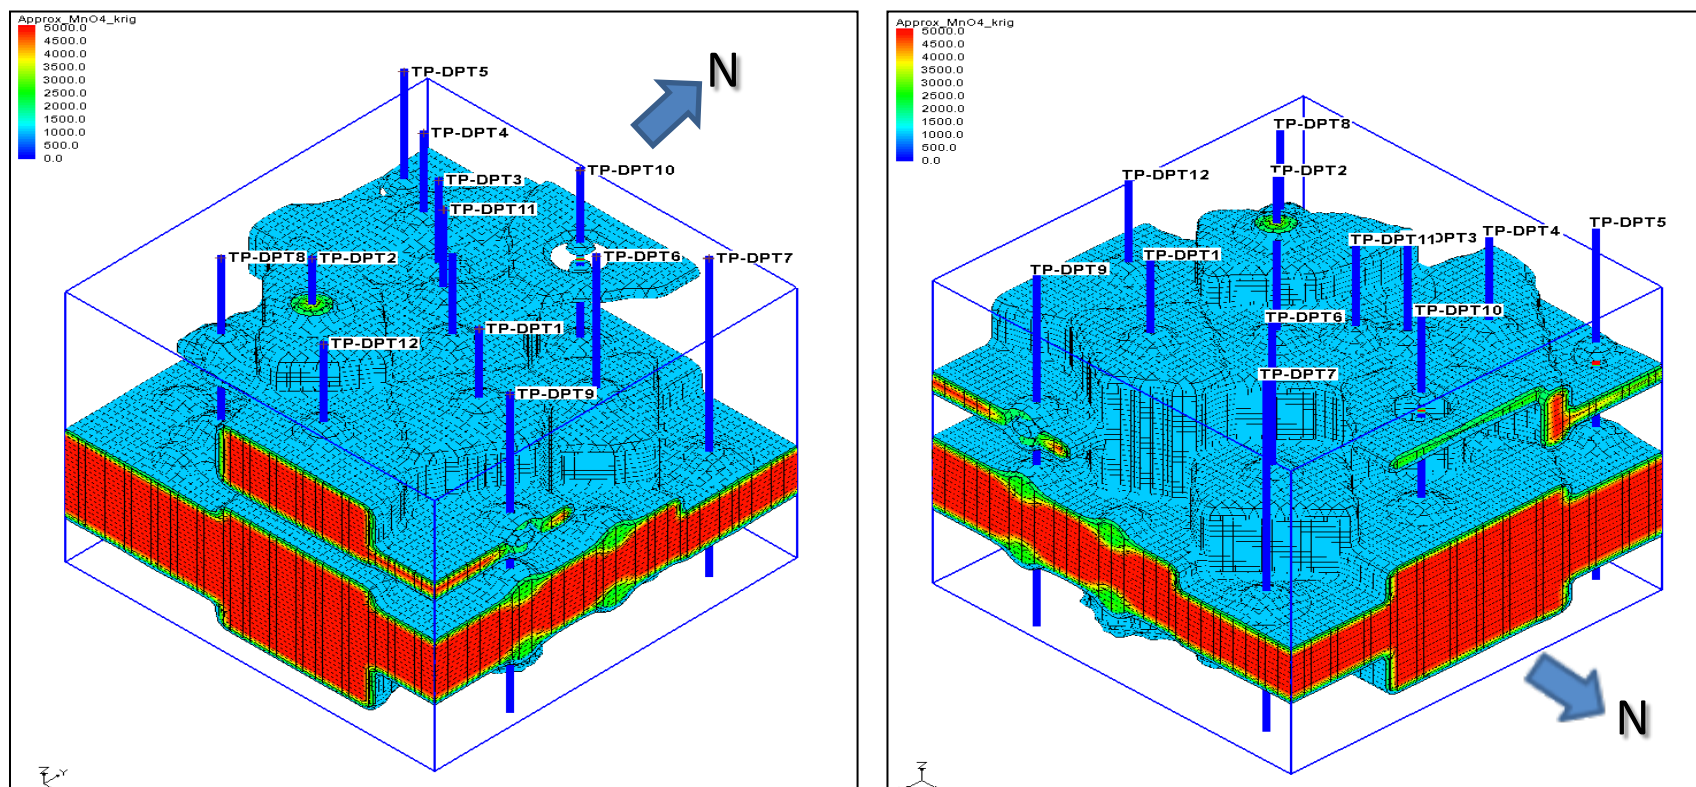 Approx_MnO4_krig
5000.0
4500.0
4000.0
3500.0
3000.0
2500.0
2000.0
1500.0
1000.0
500.0
0.0
N
TP-DPT5
TP-DPT4
TP-DPT3
TP-DPT10
TP-DPT11
TP-DPT8
TP-DPT2
TP-DPT6
TP-DPT7
TP-DPT1
TP-DPT12
TP-DPT9
Z
Y
Approx_MnO4_krig
5000.0
4500.0
4000.0
3500.0
3000.0
2500.0
2000.0
1500.0
1000.0
500.0
0.0
TP-DPT8
TP-DPT12
TP-DPT2
TP-DPT5
TP-DPT4
TP-DPT11
DPT3
TP-DPT1
TP-DPT9
TP-DPT10
TP-DPT6
TP-DPT7
N
Z